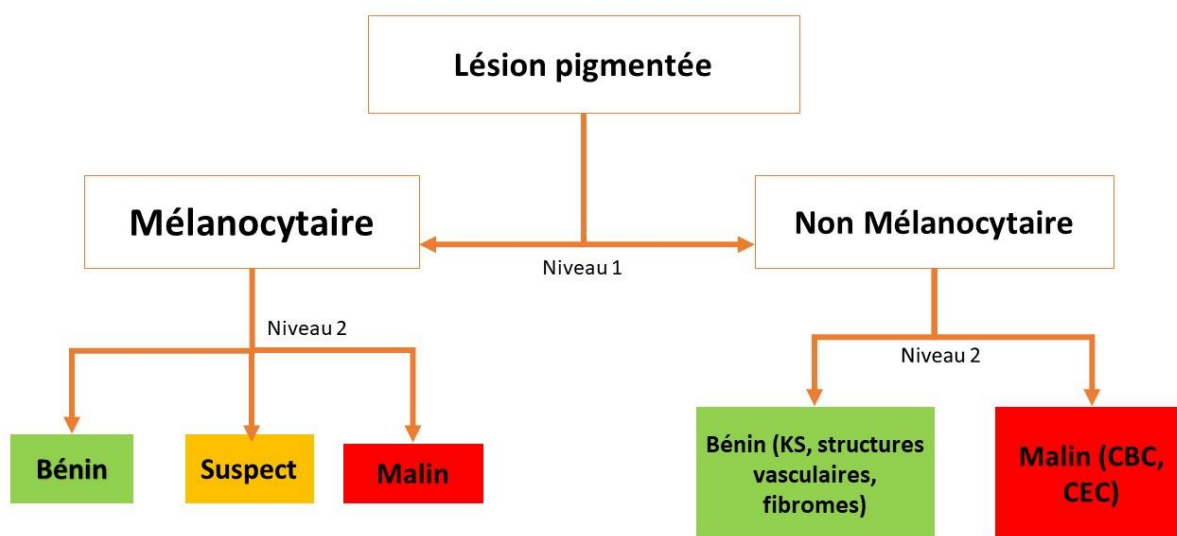 Lésion pigmentée
Mélanocytaire
Non Mélanocytaire
Niveau 1
Niveau 2
Niveau 2
Bénin
Suspect
Malin
Bénin (KS, structures
vasculaires,
fibromes)
Malin (CBC,
CEC)